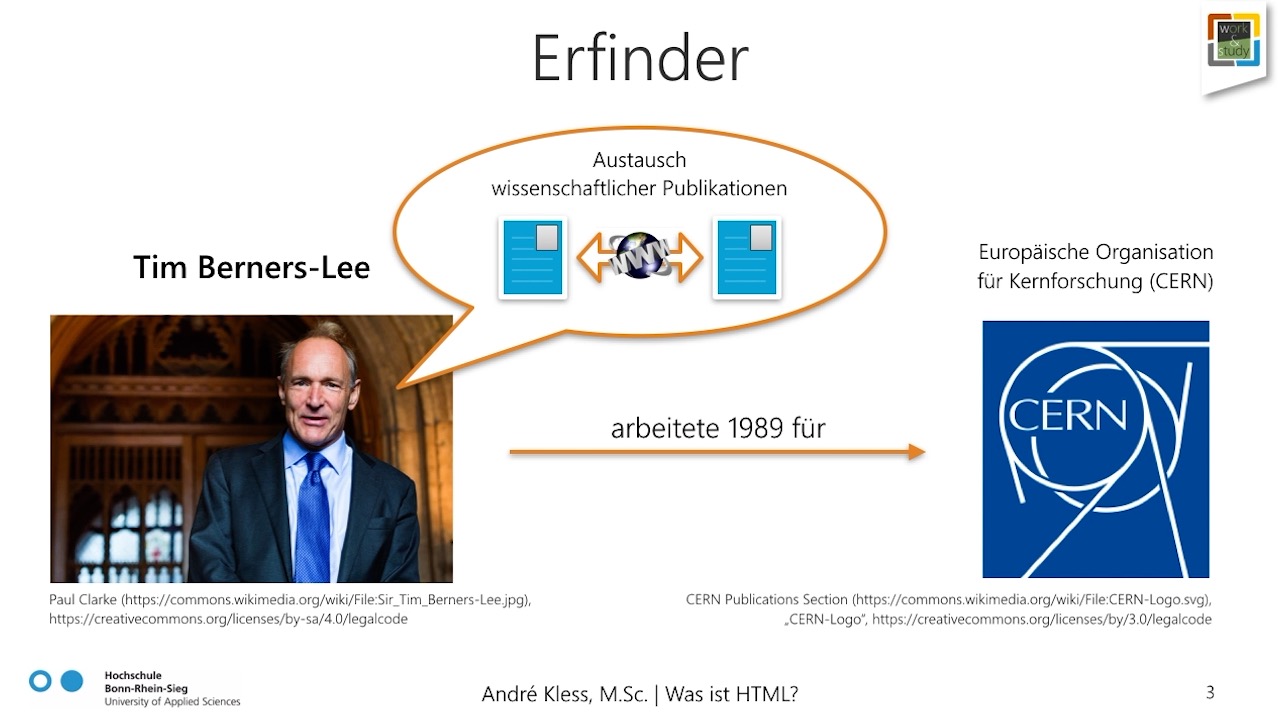 Erfinder
work
&
study
Austausch
wissenschaftlicher Publikationen
WWW
Tim Berners-Lee
Europäische Organisation
für Kernforschung (CERN)
CERN
arbeitete 1989 für
Paul Clarke (https://commons.wikimedia.org/wiki/File:Sir_Tim_Berners-Lee.jpg),
https://creativecommons.org/licenses/by-sa/4.0/legalcode
CERN Publications Section (https://commons.wikimedia.org/wiki/File:CERN-Logo.svg),
„CERN-Logo“, https://creativecommons.org/licenses/by/3.0/legalcode
Hochschule
Bonn-Rhein-Sieg
University of Applied Sciences
André Kless, M.Sc. | Was ist HTML?
3